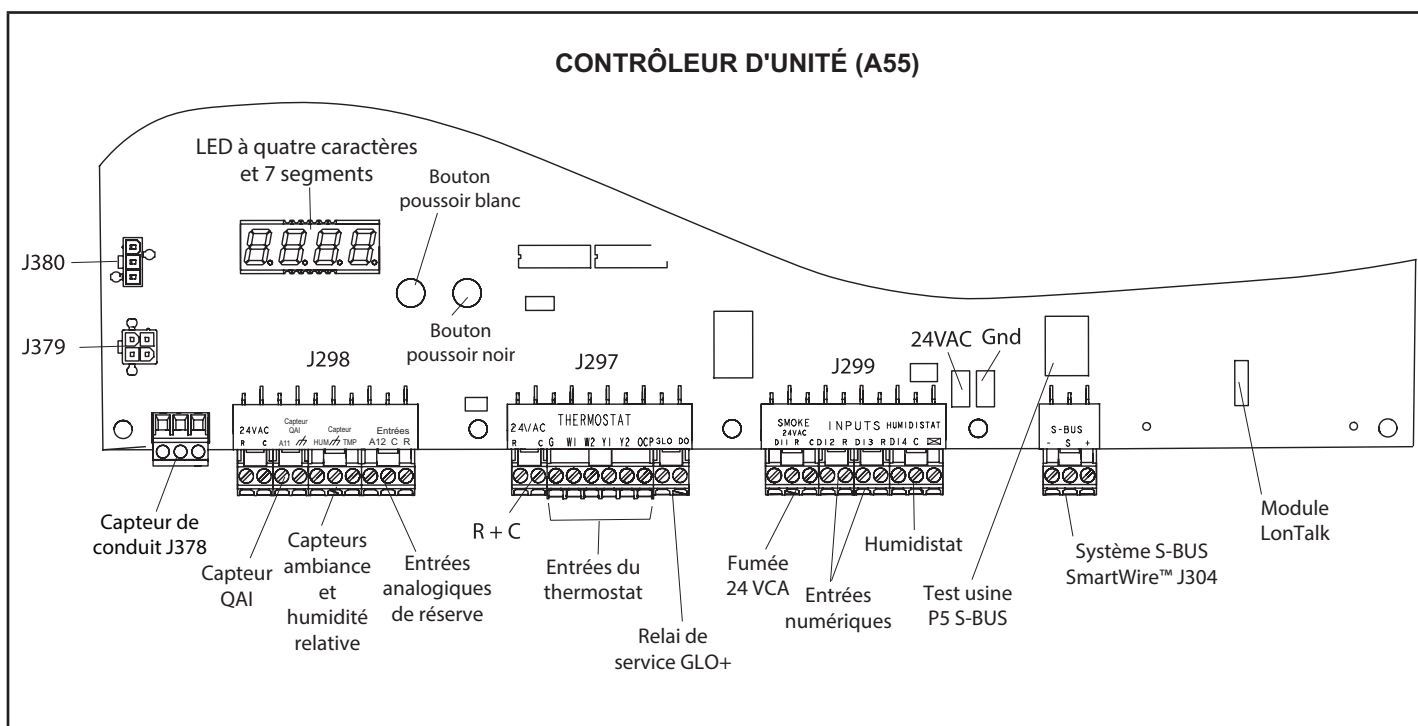 CONTRÔLEUR D'UNITÉ (A55)
LED à quatre caractères
et 7 segments
Bouton
poussoir blanc
J380
J379
Bouton
poussoir noir
J298
J297
J299
24VAC
Gnd
24VAC
R C
Capteur
QAI
A11
Capteur
HUM TMP
Entrées
A12 C R
24VAC
R C
THERMOSTAT
G W1 W2 Y1 Y2 OCP GLO DO
SMOKE
24VAC
INPUTS
HUMIDISTAT
DI1 R C DI2 R DI3 R DI4 C
S-BUS
- S +
Capteur de
conduit J378
Capteur
QAI
Capteurs
ambiance
et
humidité
relative
Entrées
analogiques
de réserve
R + C
Entrées du
thermostat
Relai de
service GLO+
Fumée
24 VCA
Entrées
numériques
Humidistat
Test usine
P5 S-BUS
Système S-BUS
SmartWire™ J304
Module
LonTalk